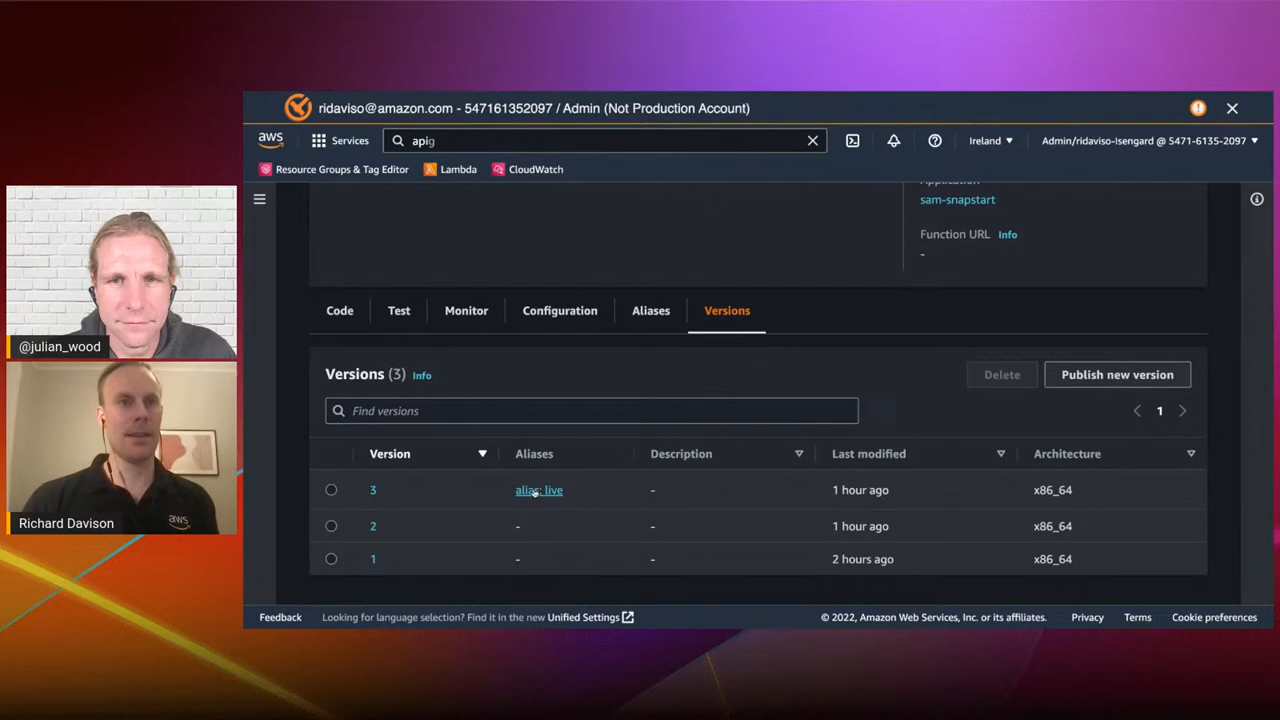 ridaviso@amazon.com - 547161352097 / Admin (Not Production Account)
aws
Services
apig
Ireland
Admin/ridaviso-Isengard @ 5471-6135-2097
Resource Groups & Tag Editor
Lambda
CloudWatch
Application
sam-snapstart
Function URL Info
-
Code
Test
Monitor
Configuration
Aliases
Versions
Versions (3) Info
Delete
Publish new version
Find versions
1
Version Aliases Description Last modified Architecture
3 alias: live - 1 hour ago x86_64
2 - - 1 hour ago x86_64
1 - - 2 hours ago x86_64
Feedback
Looking for language selection? Find it in the new Unified Settings
© 2022, Amazon Web Services, Inc. or its affiliates.
Privacy
Terms
Cookie preferences
@julian_wood
aws
Richard Davison